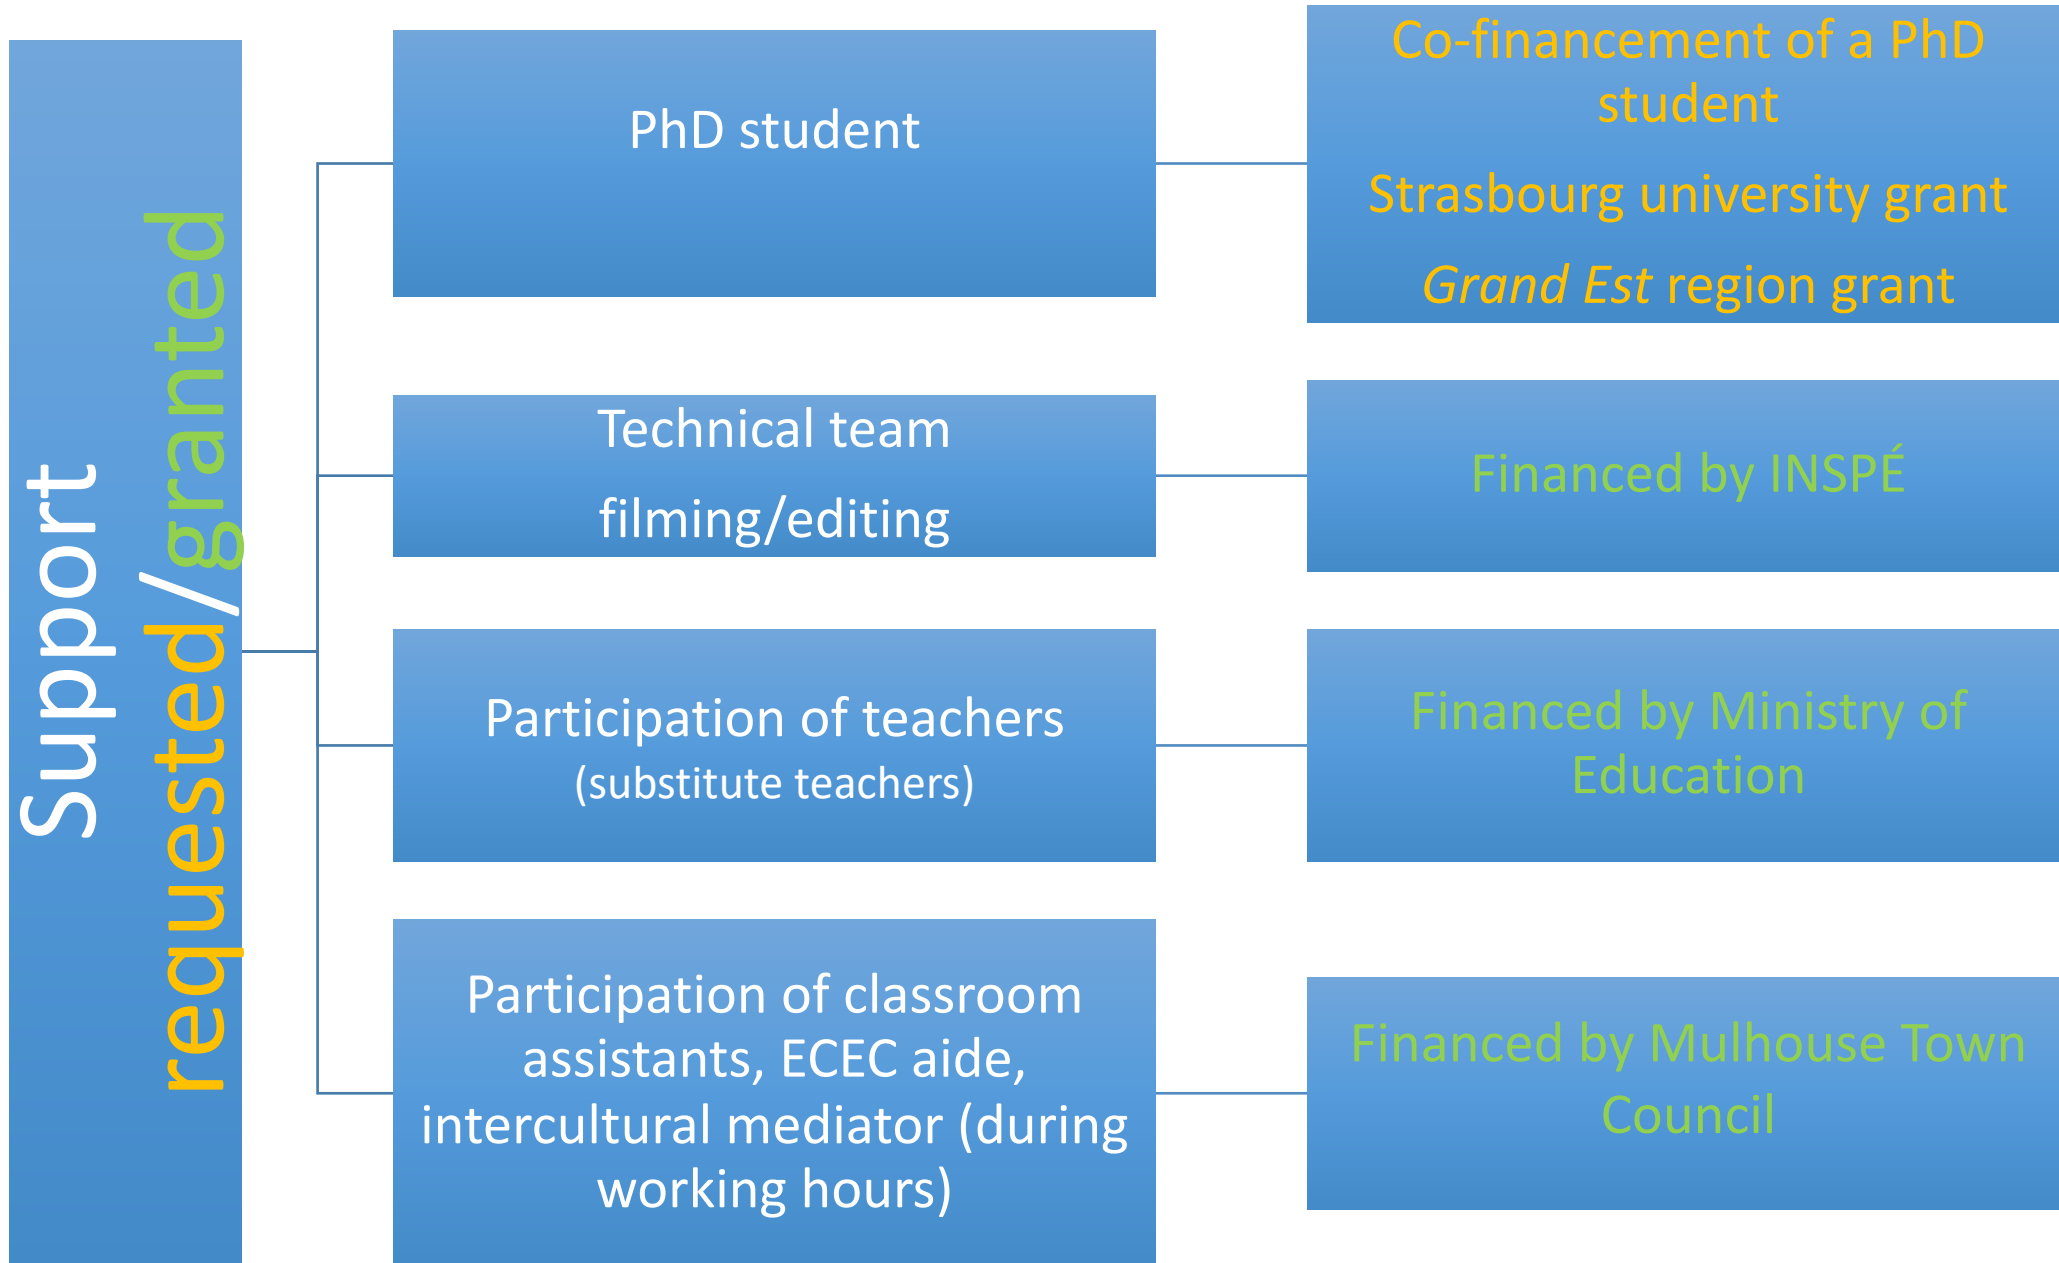 Support
requested/granted
PhD student
Co-financement of a PhD
student
Strasbourg university grant
Grand Est region grant
Technical team
filming/editing
Financed by INSPÉ
Participation of teachers
(substitute teachers)
Financed by Ministry of
Education
Participation of classroom
assistants, ECEC aide,
intercultural mediator (during
working hours)
Financed by Mulhouse Town
Council